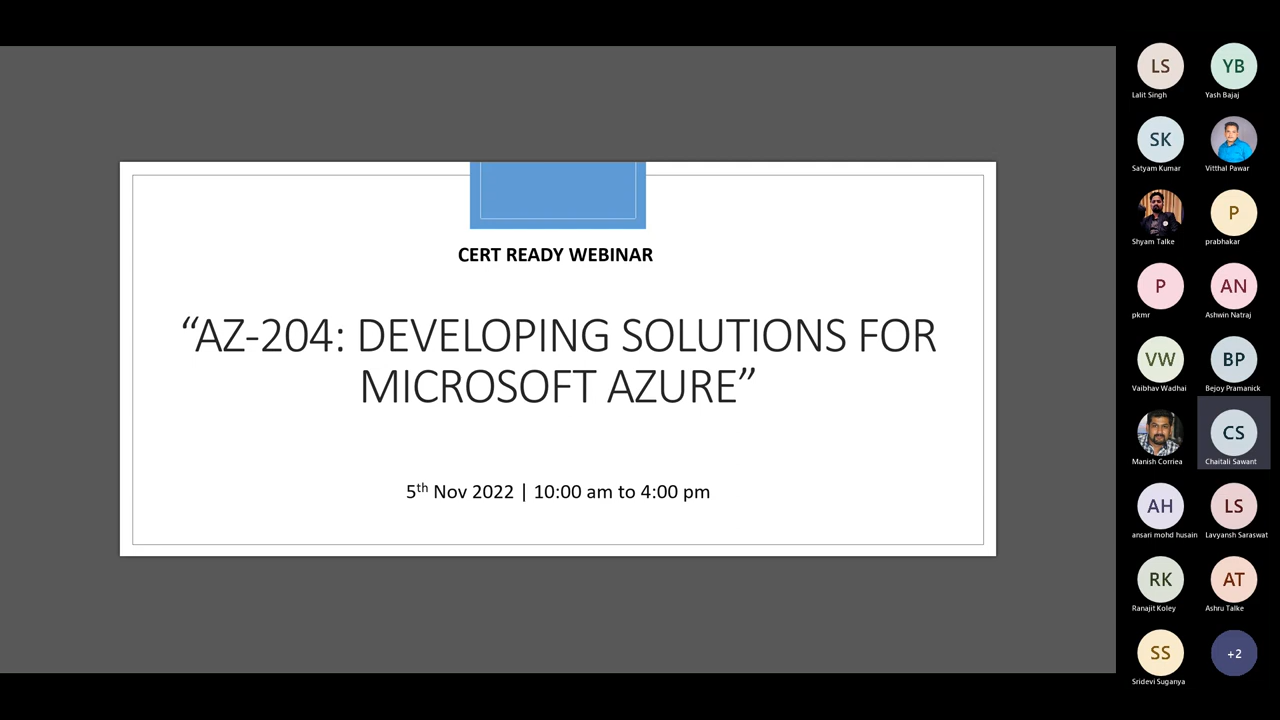 CERT READY WEBINAR
“AZ-204: DEVELOPING SOLUTIONS FOR
MICROSOFT AZURE”
5th Nov 2022 | 10:00 am to 4:00 pm
LS
Lalit Singh
YB
Yash Bajaj
SK
Satyam Kumar
Vitthal Pawar
Shyam Talke
P
prabhakar
P
pkmr
AN
Ashwin Natraj
VW
Vaibhav Wadhai
BP
Bejoy Pramanick
Manish Corriea
CS
Chaitali Sawant
AH
ansari mohd husain
LS
Lavyansh Saraswat
RK
Ranajit Koley
AT
Ashru Talke
SS
Sridevi Suganya
+2